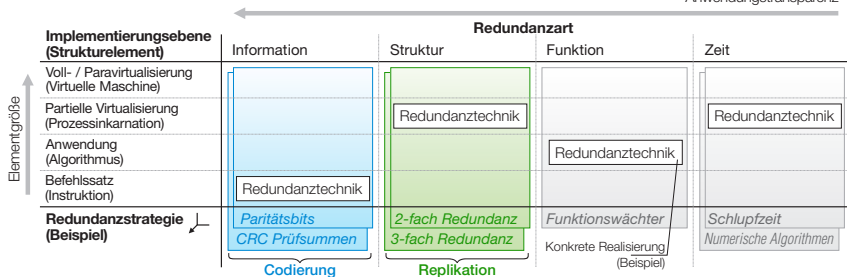 Anwendungstransparenz
Redundanzart
Implementierungsebene
(Strukturelement)
Information
Struktur
Funktion
Zeit
Elementgröße
Voll- / Paravirtualisierung
(Virtuelle Maschine)
Partielle Virtualisierung
(Prozessinkarnation)
Redundanztechnik
Redundanztechnik
Anwendung
(Algorithmus)
Redundanztechnik
Befehlssatz
(Instruktion)
Redundanztechnik
Redundanzstrategie
(Beispiel)
Paritätsbits
2-fach Redundanz
Funktionswächter
Schlupfzeit
CRC Prüfsummen
3-fach Redundanz
Konkrete Realisierung
(Beispiel)
Numerische Algorithmen
Codierung
Replikation